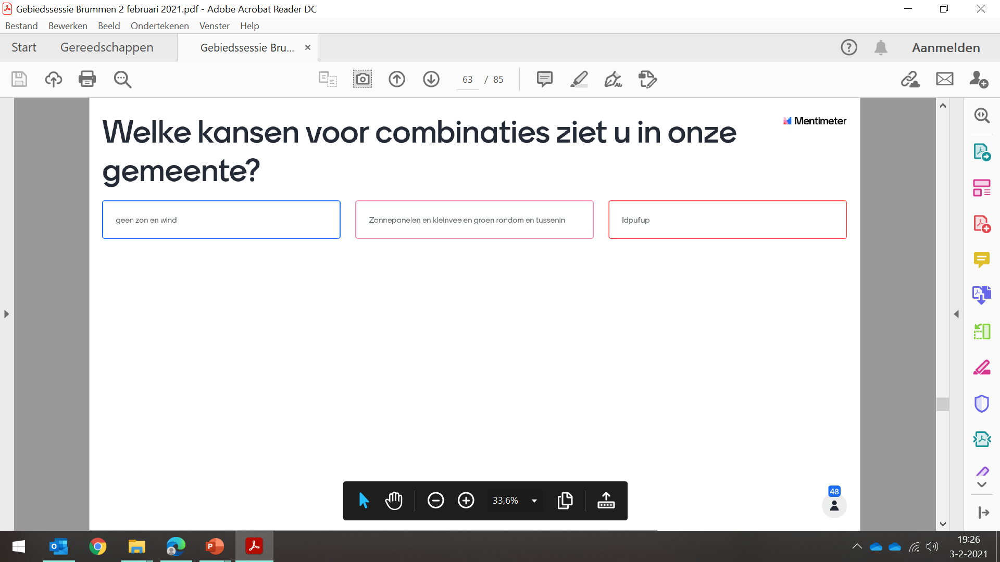 Gebiedssessie Brummen 2 februari 2021.pdf - Adobe Acrobat Reader DC
Bestand Bewerken Beeld Ondertekenen Venster Help
Start Gereedschappen Gebiedssessie Bru... Aanmelden
63 / 85
Welke kansen voor combinaties ziet u in onze
gemeente?
Mentimeter
geen zon en wind
Zonnepanelen en kleinvee en groen rondom en tussenin
Idpufup
48
33,6%
19:26
3-2-2021